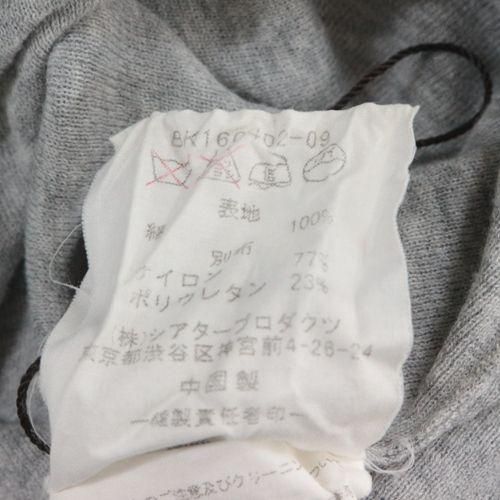 表地
綿 100%
別布
ナイロン 77%
ポリウレタン 23%
(株)シアタープロダクツ
東京都渋谷区神宮前4-26-24
中国製
―縫製責任者印―